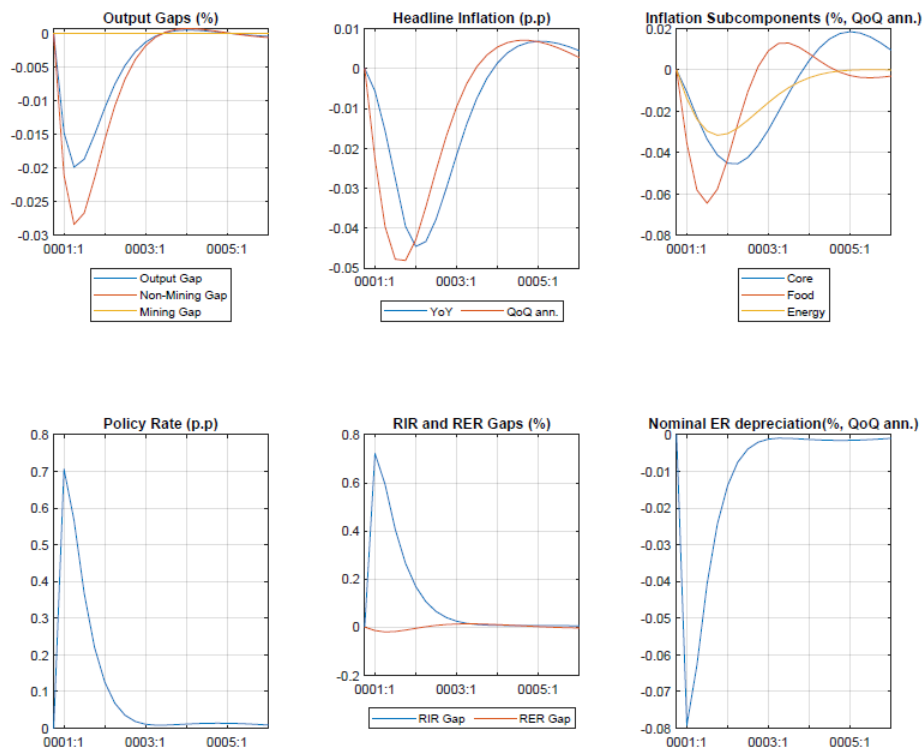 Output Gaps (%)
0
-0.005
-0.01
-0.015
-0.02
-0.025
-0.03
0001:1 0003:1 0005:1
Output Gap
Non-Mining Gap
Mining Gap
Headline Inflation (p.p)
0.01
0
-0.01
-0.02
-0.03
-0.04
-0.05
0001:1 0003:1 0005:1
YoY QoQ ann.
Inflation Subcomponents (%, QoQ ann.)
0.02
0
-0.02
-0.04
-0.06
-0.08
0001:1 0003:1 0005:1
Core
Food
Energy
Policy Rate (p.p)
0.8
0.7
0.6
0.5
0.4
0.3
0.2
0.1
0
0001:1 0003:1 0005:1
RIR and RER Gaps (%)
0.8
0.6
0.4
0.2
0
-0.2
0001:1 0003:1 0005:1
RIR Gap RER Gap
Nominal ER depreciation(%, QoQ ann.)
0
-0.01
-0.02
-0.03
-0.04
-0.05
-0.06
-0.07
-0.08
0001:1 0003:1 0005:1